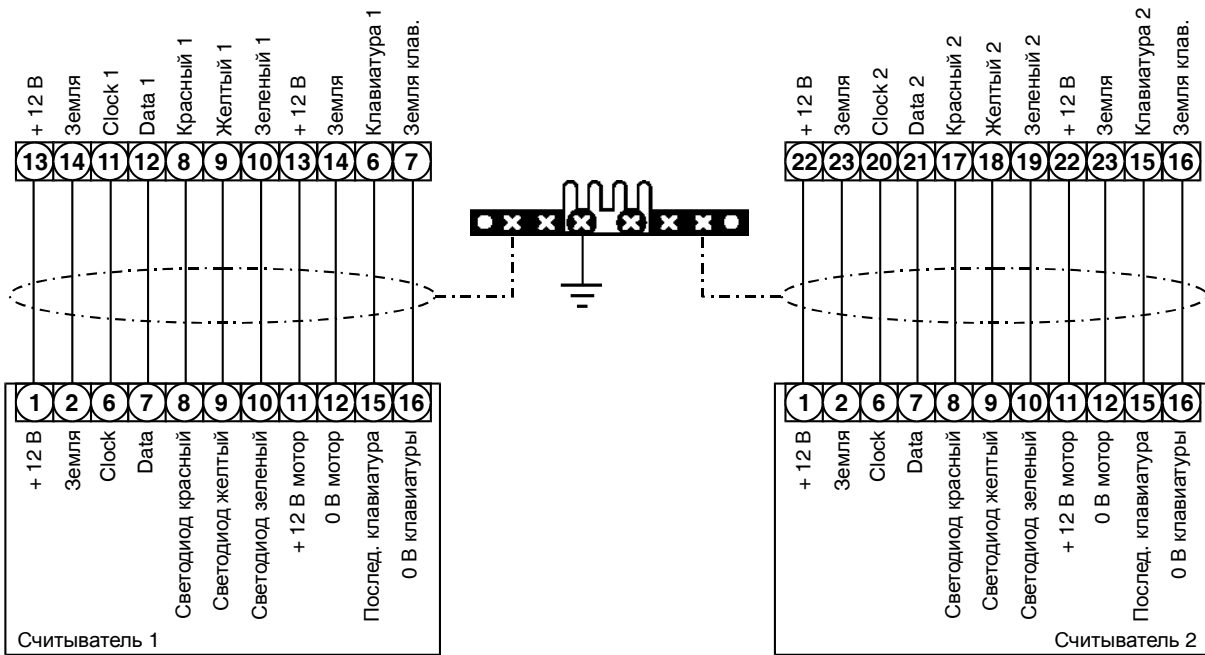 + 12 В
Земля
Clock 1
Data 1
Красный 1
Желтый 1
Зеленый 1
+ 12 В
Земля
Клавиатура 1
Земля клав.
13 14 11 12 8 9 10 13 14 6 7
1 2 6 7 8 9 10 11 12 15 16
+ 12 В
Земля
Clock
Data
Светодиод красный
Светодиод желтый
Светодиод зеленый
+ 12 В мотор
0 В мотор
Послед. клавиатура
0 В клавиатуры
Считыватель 1
+ 12 В
Земля
Clock 2
Data 2
Красный 2
Желтый 2
Зеленый 2
+ 12 В
Земля
Клавиатура 2
Земля клав.
22 23 20 21 17 18 19 22 23 15 16
1 2 6 7 8 9 10 11 12 15 16
+ 12 В
Земля
Clock
Data
Светодиод красный
Светодиод желтый
Светодиод зеленый
+ 12 В мотор
0 В мотор
Послед. клавиатура
0 В клавиатуры
Считыватель 2